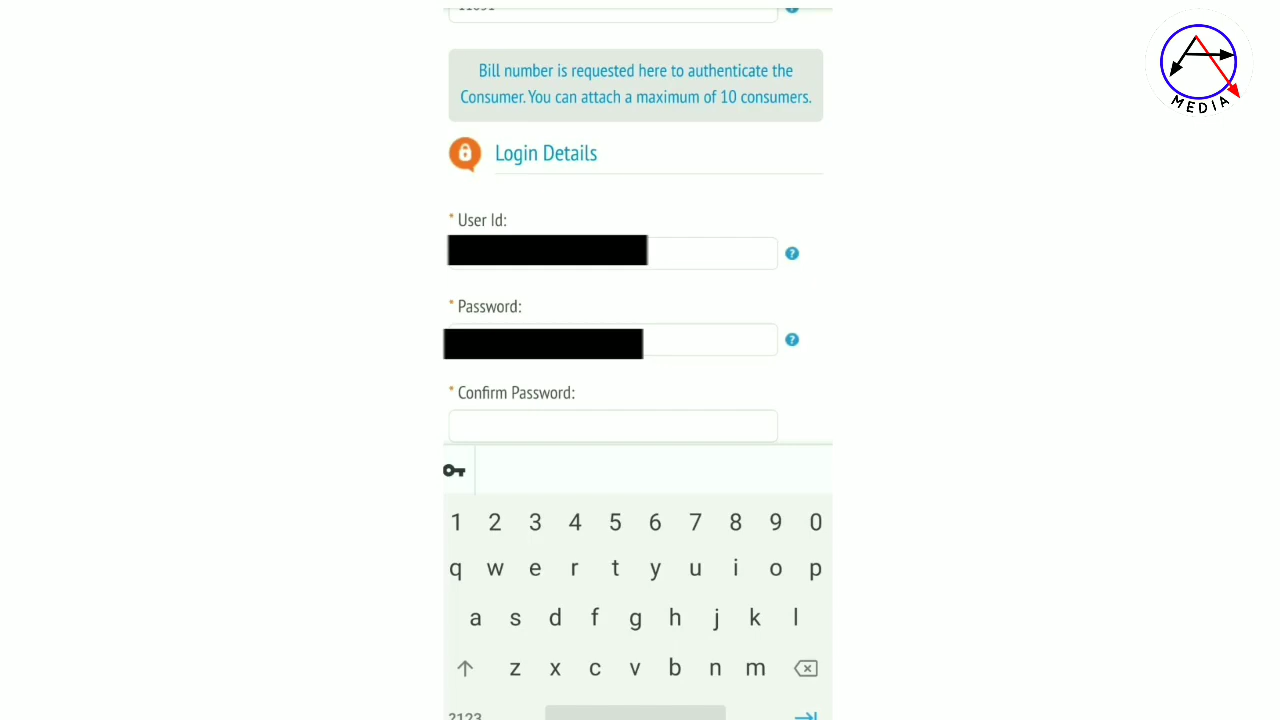 MEDIA
Bill number is requested here to authenticate the
Consumer. You can attach a maximum of 10 consumers.
Login Details
* User Id:
?
* Password:
?
* Confirm Password:
1 2 3 4 5 6 7 8 9 0
q w e r t y u i o p
a s d f g h j k l
z x c v b n m